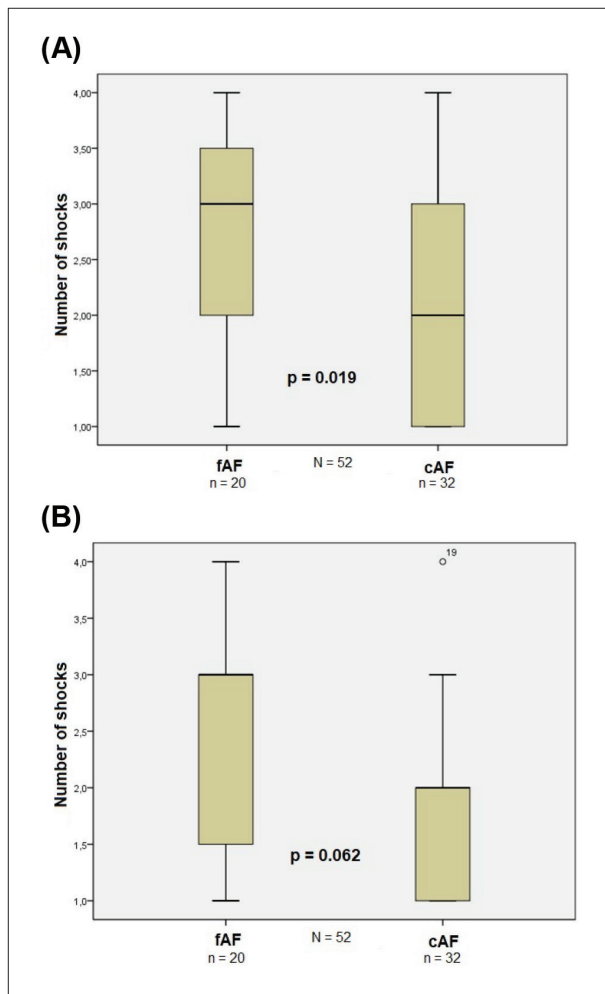 (A)
Number of shocks
4,00
3,50
3,00
2,50
2,00
1,50
1,00
p = 0.019
fAF N = 52 cAF
n = 20 n = 32
(B)
Number of shocks
4,0
3,5
3,0
2,5
2,0
1,5
1,0
19
p = 0.062
fAF N = 52 cAF
n = 20 n = 32